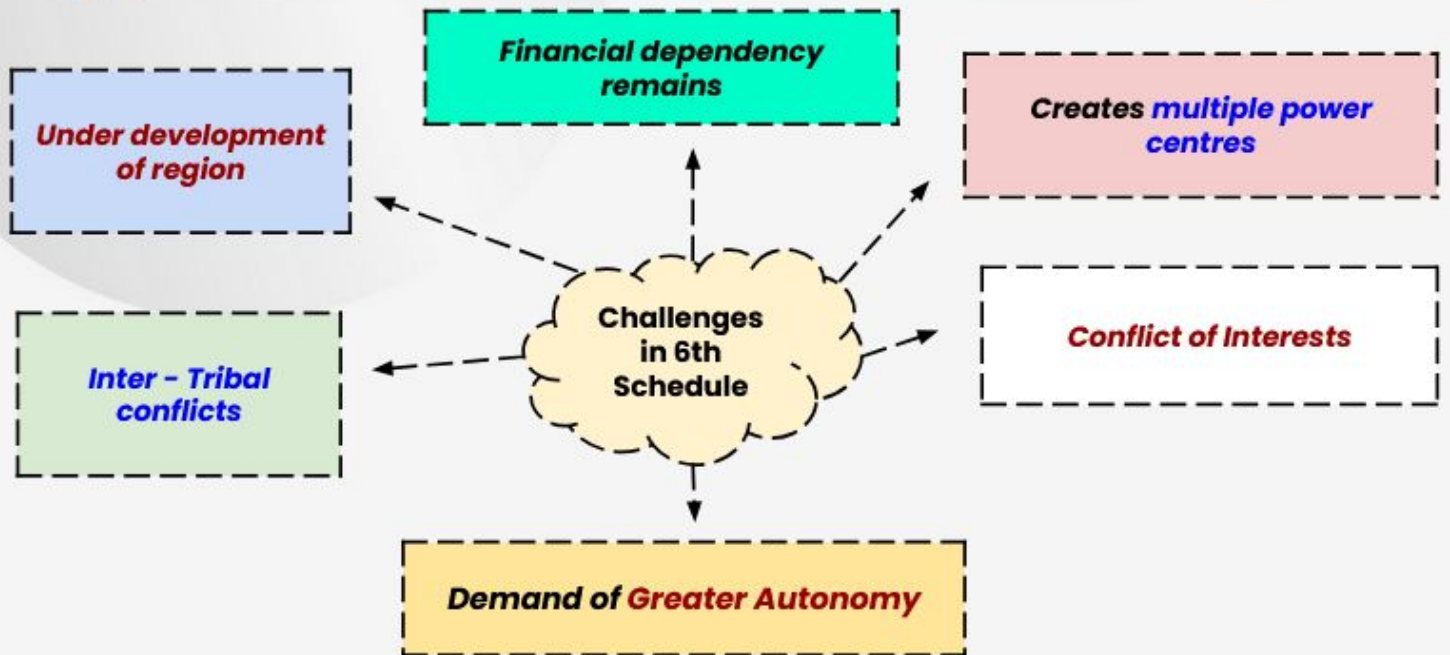 Financial dependency
remains
Under development
of region
Creates multiple power
centres
Challenges
in 6th
Schedule
Conflict of Interests
Inter - Tribal
conflicts
Demand of Greater Autonomy